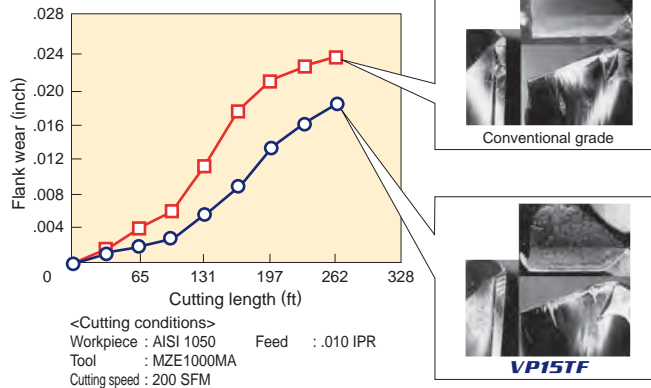 .028
.024
.020
.016
.012
.008
.004
0
65
131
197
262
328
Flank wear (inch)
Cutting length (ft)
Conventional grade
VP15TF
<Cutting conditions>
Workpiece : AISI 1050 Feed : .010 IPR
Tool : MZE1000MA
Cutting speed : 200 SFM